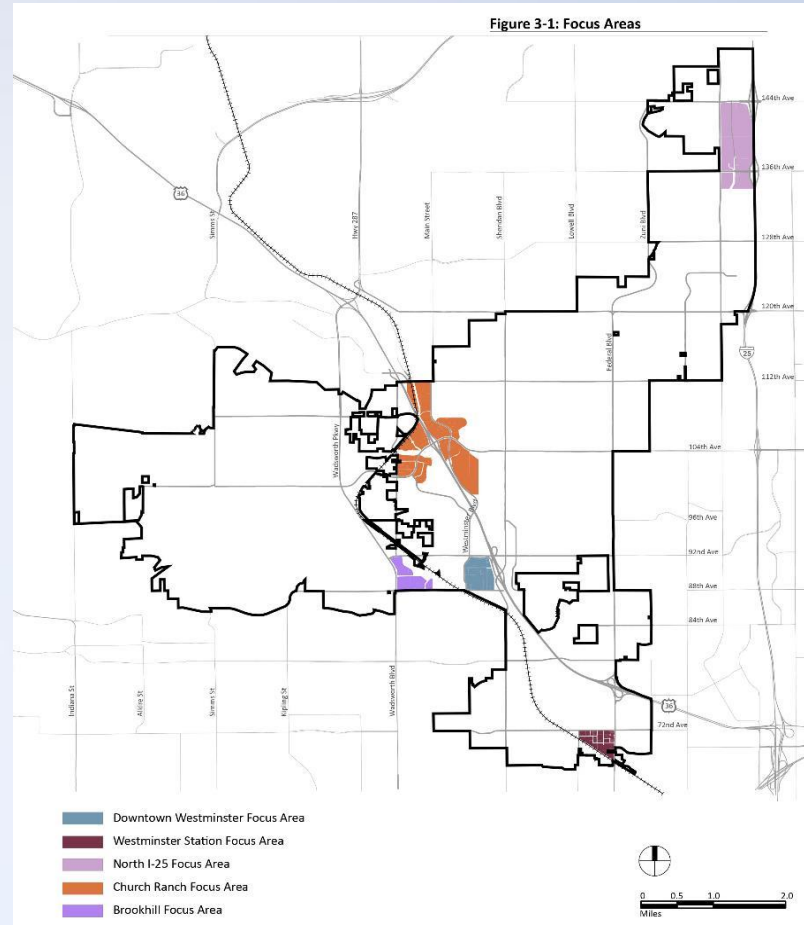 Figure 3-1: Focus Areas
144th Ave
136th Ave
36
Simms St
Hwy 287
Main Street
Sheridan Blvd
Lowell Blvd
Zuni Blvd
128th Ave
120th Ave
Federal Blvd
25
112th Ave
Wadsworth Pkwy
104th Ave
Westminster Blvd
96th Ave
92nd Ave
88th Ave
84th Ave
Indiana St
Alkire St
Simms St
Kipling St
Wadsworth Blvd
36
72nd Ave
Downtown Westminster Focus Area
Westminster Station Focus Area
North I-25 Focus Area
Church Ranch Focus Area
Brookhill Focus Area
0 0.5 1.0 2.0
Miles